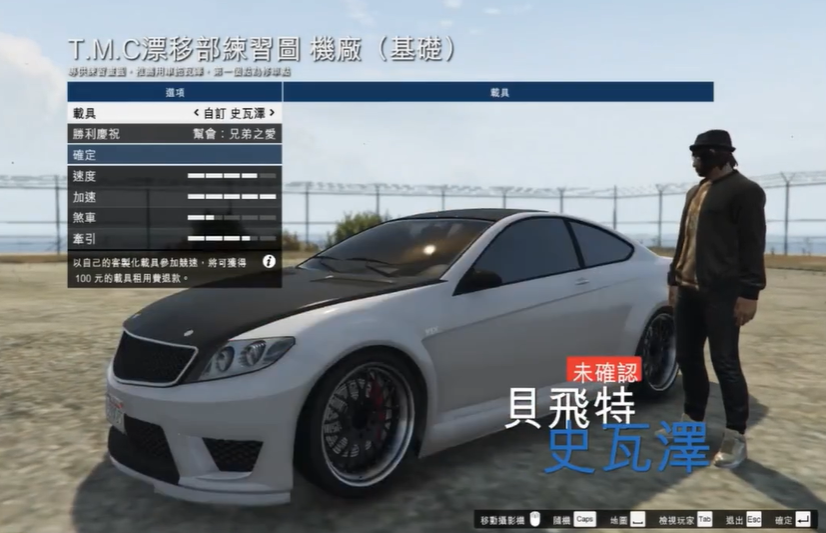 T.M.C漂移部練習圖 機廠（基礎）
選項
載具
載具
< 自訂 史瓦澤 >
勝利慶祝
幫會：兄弟之愛
確定
速度
加速
煞車
牽引
以自己的客製化載具參加競速，將可獲得
100 元的載具租用費退款。
未確認
貝飛特
史瓦澤
移動攝影機
隨機 Caps
地圖
檢視玩家 Tab
退出 Esc
確定